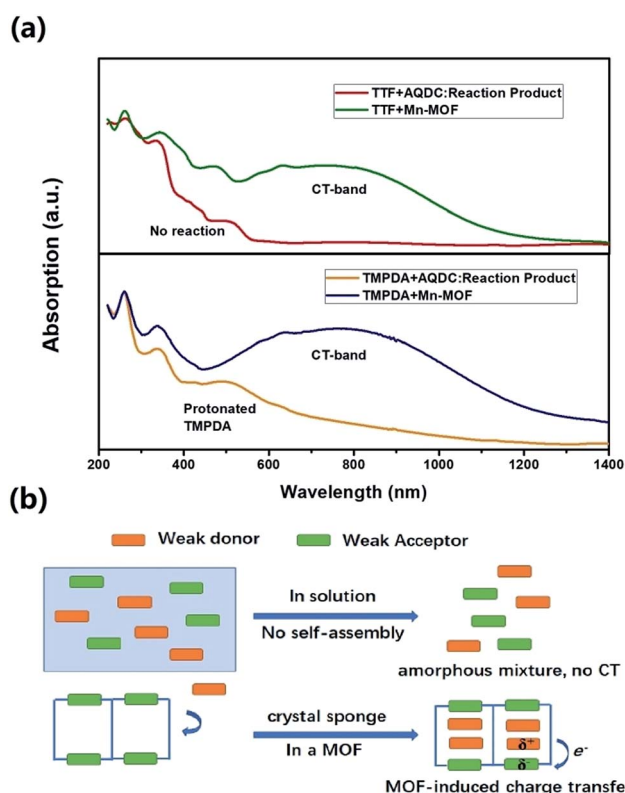 (a)
TTF+AQDC:Reaction Product
TTF+Mn-MOF
CT-band
No reaction
TMPDA+AQDC:Reaction Product
TMPDA+Mn-MOF
CT-band
Protonated
TMPDA
Absorption (a.u.)
200 400 600 800 1000 1200 1400
Wavelength (nm)
(b)
Weak donor Weak Acceptor
In solution
No self-assembly
amorphous mixture, no CT
crystal sponge
In a MOF
δ+
δ-
e-
MOF-induced charge transfe